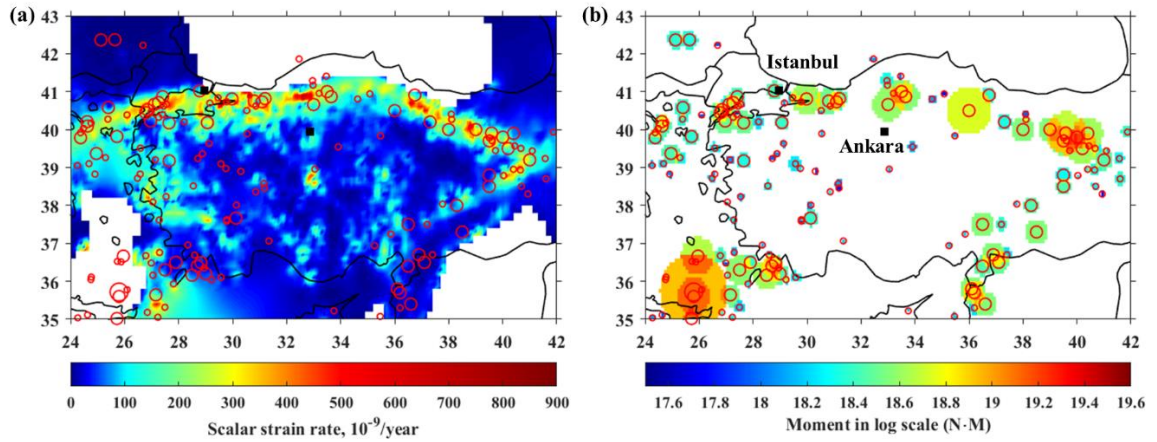 (a)
43
42
41
40
39
38
37
36
35
24 26 28 30 32 34 36 38 40 42
0 100 200 300 400 500 600 700 800 900
Scalar strain rate, 10⁻⁹/year
(b)
43
42
41
40
39
38
37
36
35
Istanbul
Ankara
24 26 28 30 32 34 36 38 40 42
17.6 17.8 18 18.2 18.4 18.6 18.8 19 19.2 19.4 19.6
Moment in log scale (N·M)